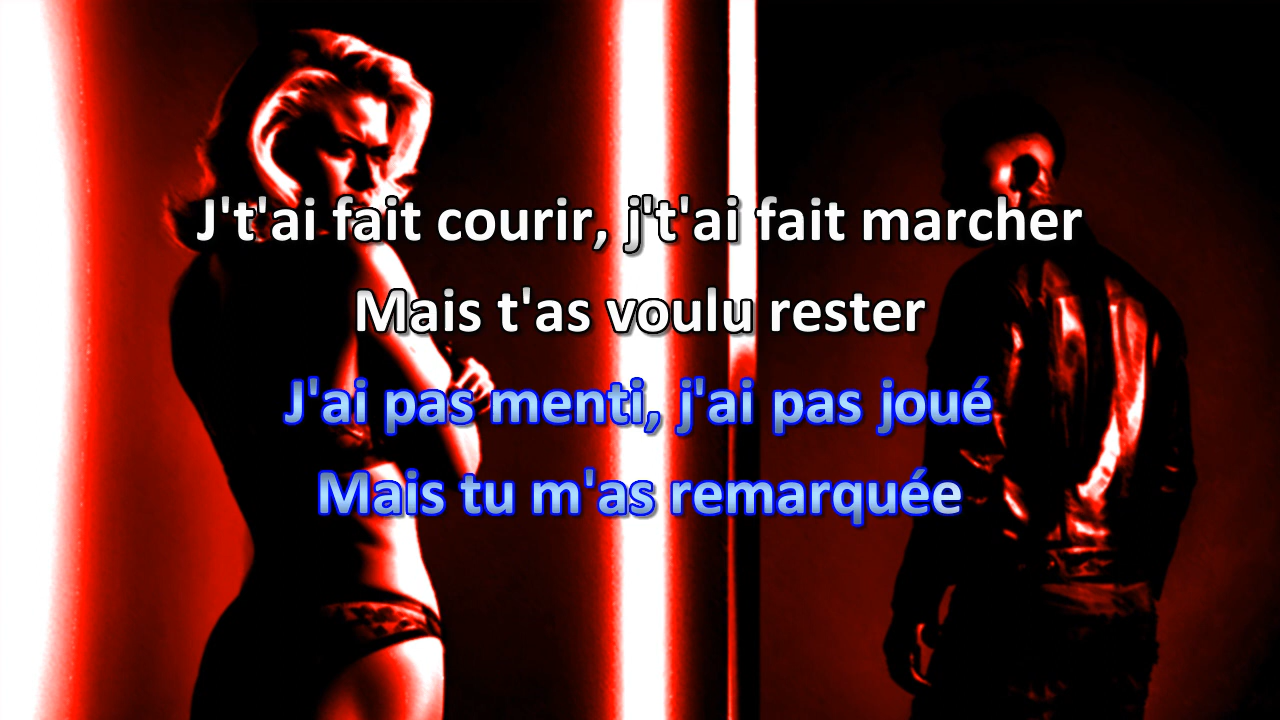 J't'ai fait courir, j't'ai fait marcher
Mais t'as voulu rester
J'ai pas menti, j'ai pas joué
Mais tu m'as remarquée